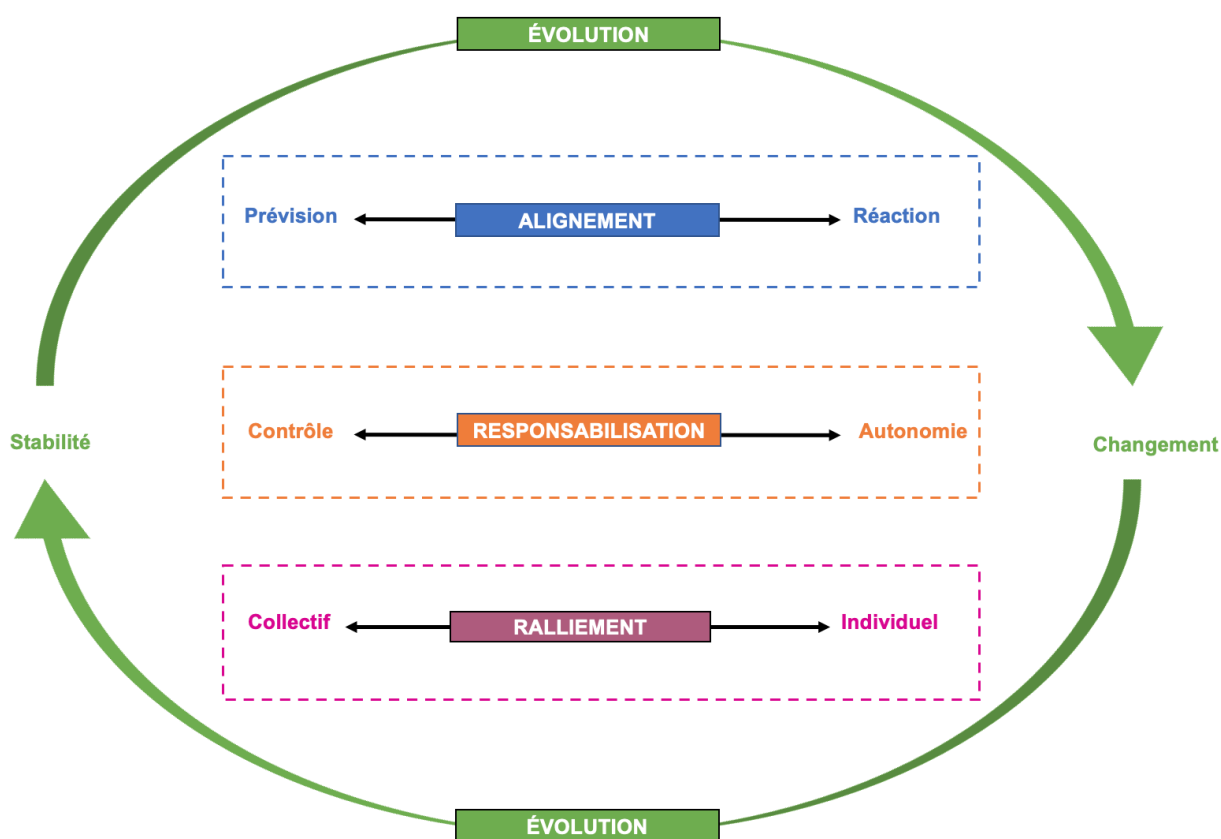 ÉVOLUTION
Prévision
ALIGNEMENT
Réaction
Contrôle
RESPONSABILISATION
Autonomie
Stabilité
Changement
Collectif
RALLIEMENT
Individuel
ÉVOLUTION